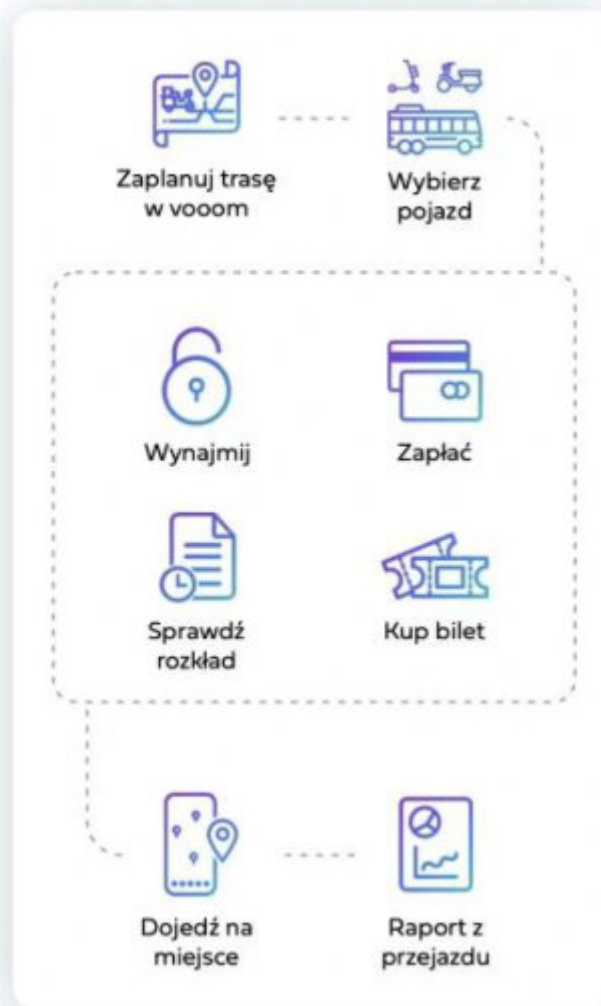 Zaplanuj trasę
w vooom
Wybierz
pojazd
Wynajmij
Zapłać
Sprawdź
rozkład
Kup bilet
Dojedź na
miejsce
Raport z
przejazdu